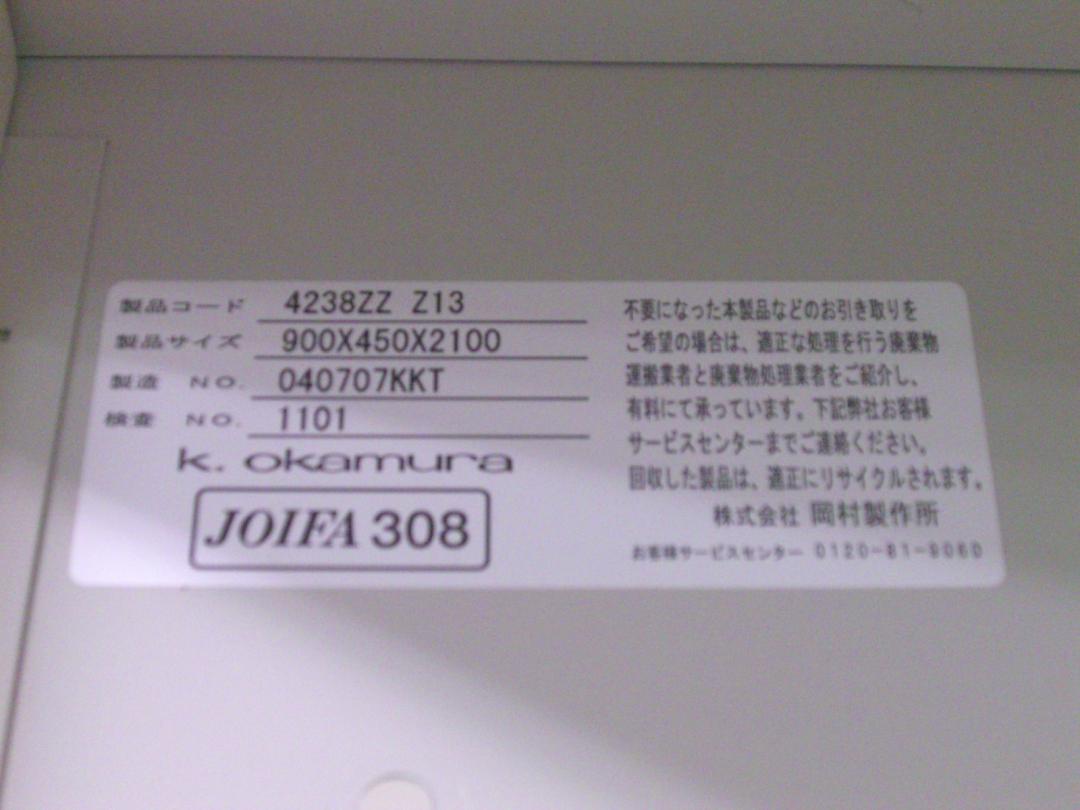 製品コード 4238ZZ Z13
製品サイズ 900X450X2100
製造 NO. 040707KKT
検査 NO. 1101
k. okamura
JOIFA 308
不要になった本製品などのお引き取りを
ご希望の場合は、適正な処理を行う廃棄物
運搬業者と廃棄物処理業者をご紹介し、
有料にて承っています。下記弊社お客様
サービスセンターまでご連絡ください。
回収した製品は、適正にリサイクルされます。
株式会社 岡村製作所
お客様サービスセンター 0120-81-9060